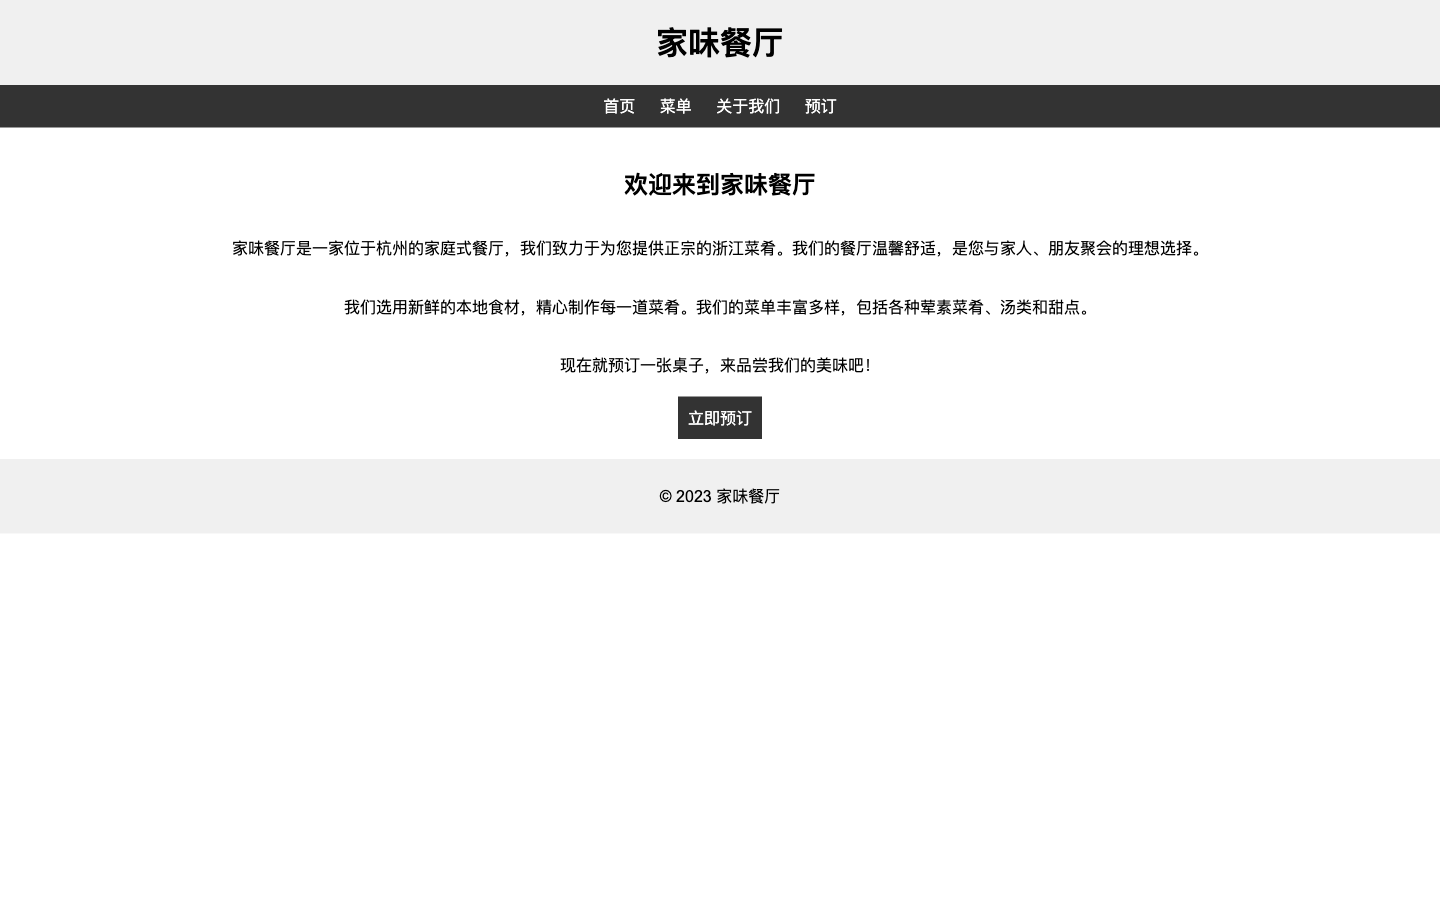 家味餐厅
首页 菜单 关于我们 预订
欢迎来到家味餐厅
家味餐厅是一家位于杭州的家庭式餐厅，我们致力于为您提供正宗的浙江菜肴。我们的餐厅温馨舒适，是您与家人、朋友聚会的理想选择。
我们选用新鲜的本地食材，精心制作每一道菜肴。我们的菜单丰富多样，包括各种荤素菜肴、汤类和甜点。
现在就预订一张桌子，来品尝我们的美味吧！
立即预订
© 2023 家味餐厅